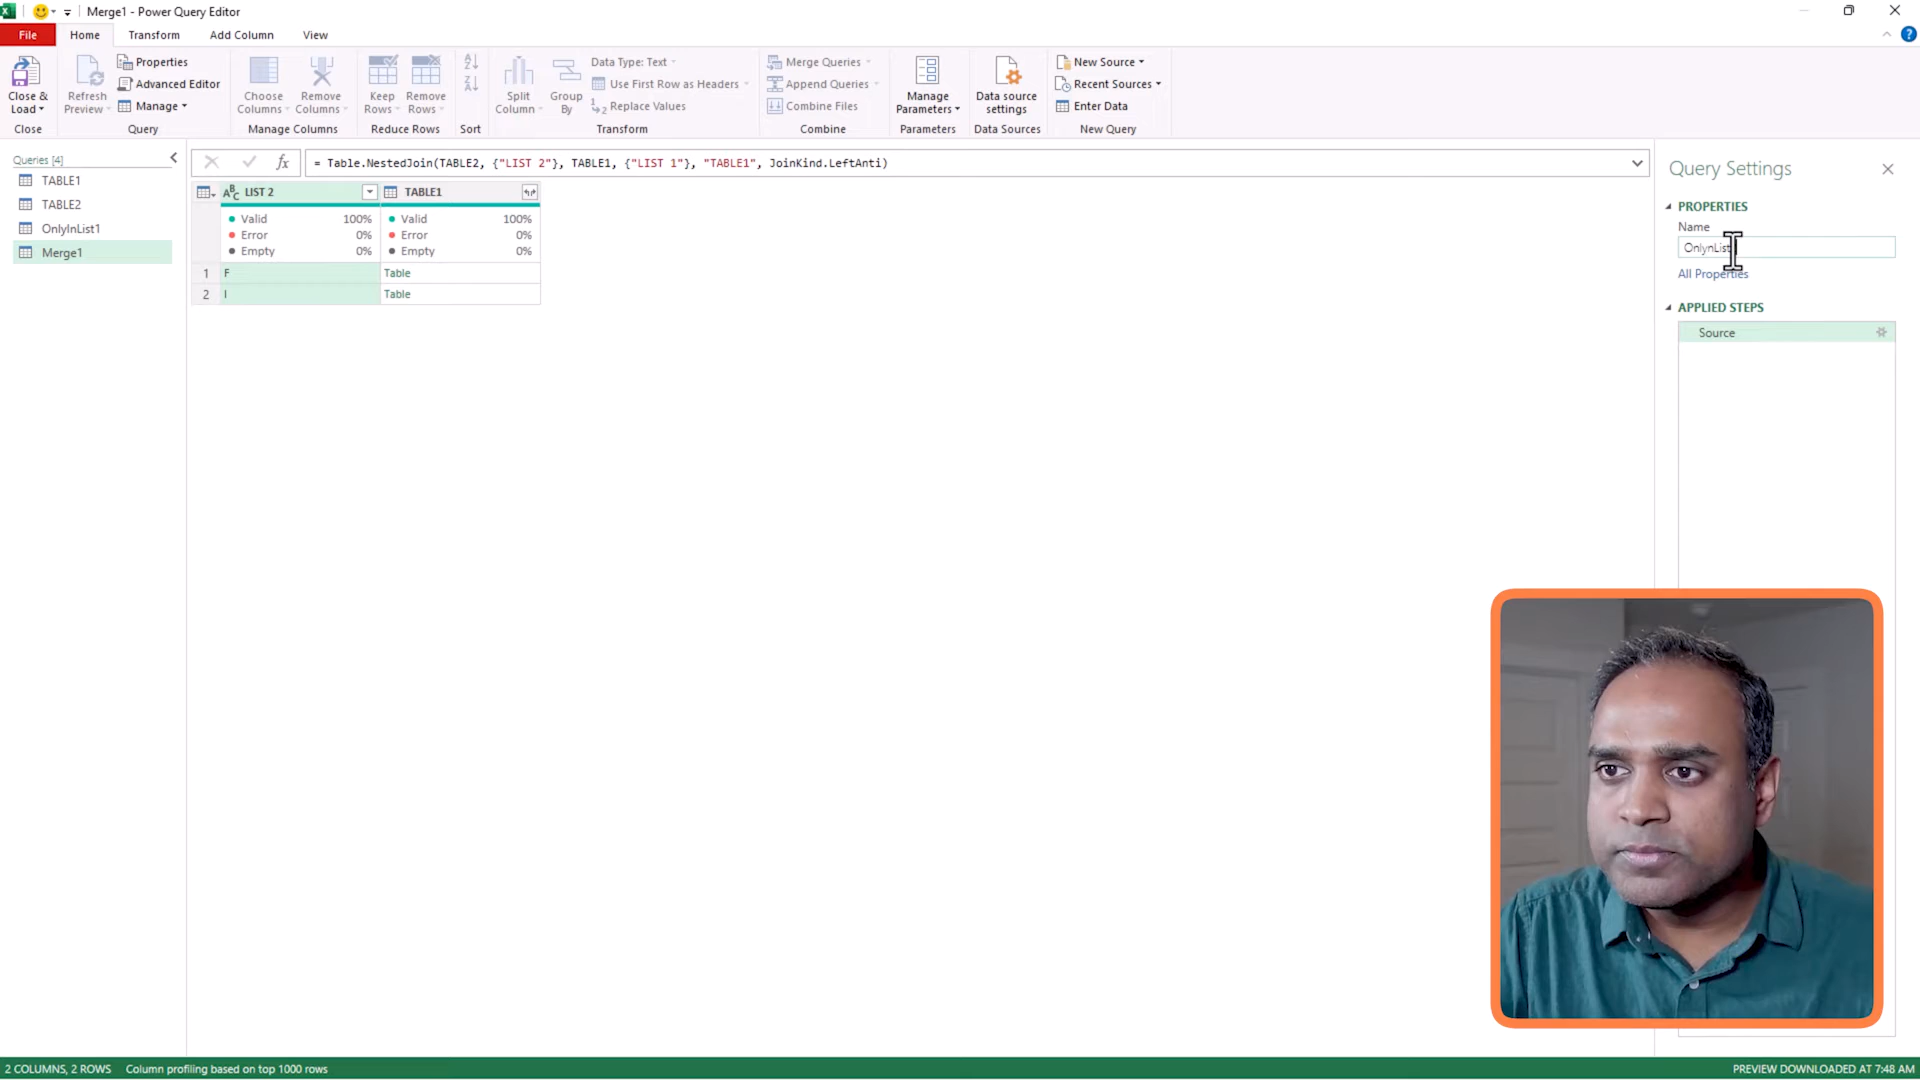 Merge1 - Power Query Editor
File Home Transform Add Column View
Close & Load
Close
Refresh Preview
Properties
Advanced Editor
Manage
Query
Choose Columns
Remove Columns
Manage Columns
Keep Rows
Remove Rows
Reduce Rows
Sort
Split Column
Group By
Data Type: Text
Use First Row as Headers
Replace Values
Transform
Merge Queries
Append Queries
Combine Files
Combine
Manage Parameters
Parameters
Data source settings
Data Sources
New Source
Recent Sources
Enter Data
New Query
Queries [4]
TABLE1
TABLE2
OnlyInList1
Merge1
fx
= Table.NestedJoin(TABLE2, {"LIST 2"}, TABLE1, {"LIST 1"}, "TABLE1", JoinKind.LeftAnti)
ABC LIST 2 TABLE1
Valid 100% Valid 100%
Error 0% Error 0%
Empty 0% Empty 0%
1 F Table
2 I Table
Query Settings
PROPERTIES
Name
OnlynList
All Properties
APPLIED STEPS
Source
2 COLUMNS, 2 ROWS Column profiling based on top 1000 rows
PREVIEW DOWNLOADED AT 7:48 AM